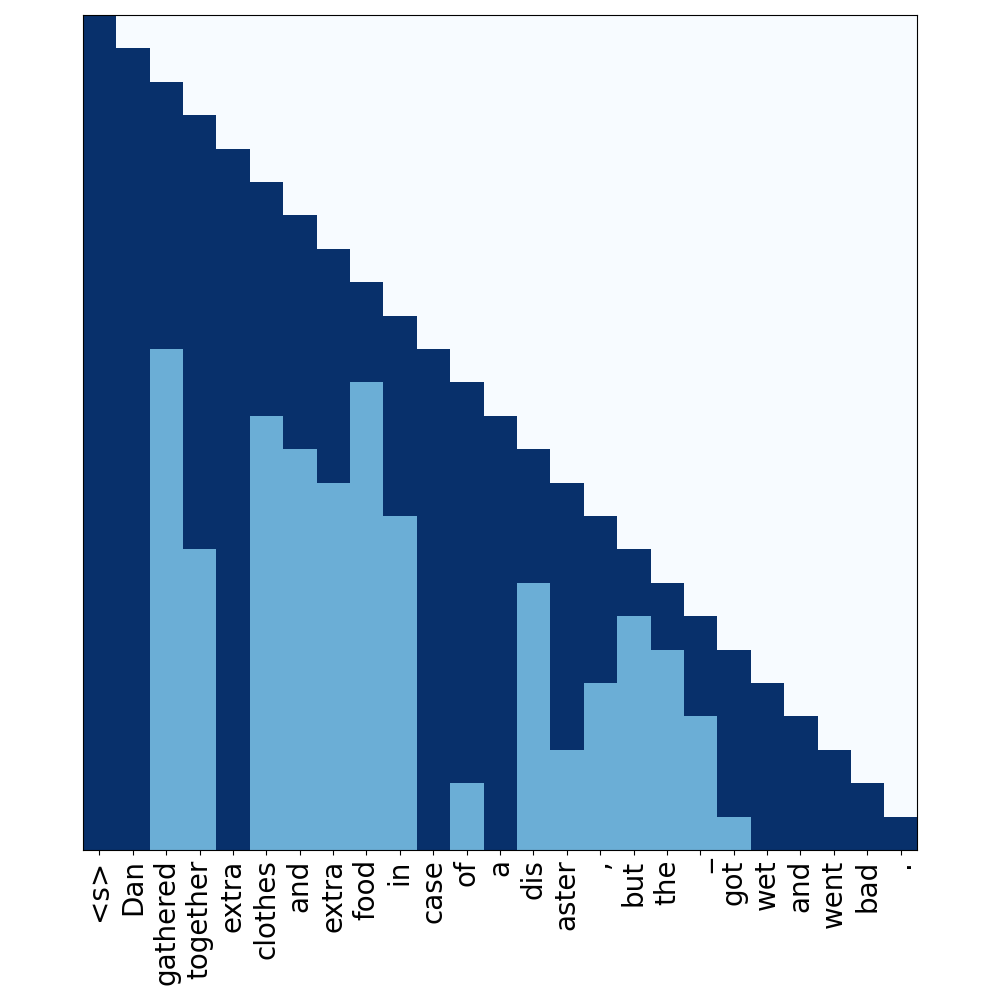 <s> Dan gathered together extra clothes and extra food in case of a dis aster , but the _ got wet and went bad .